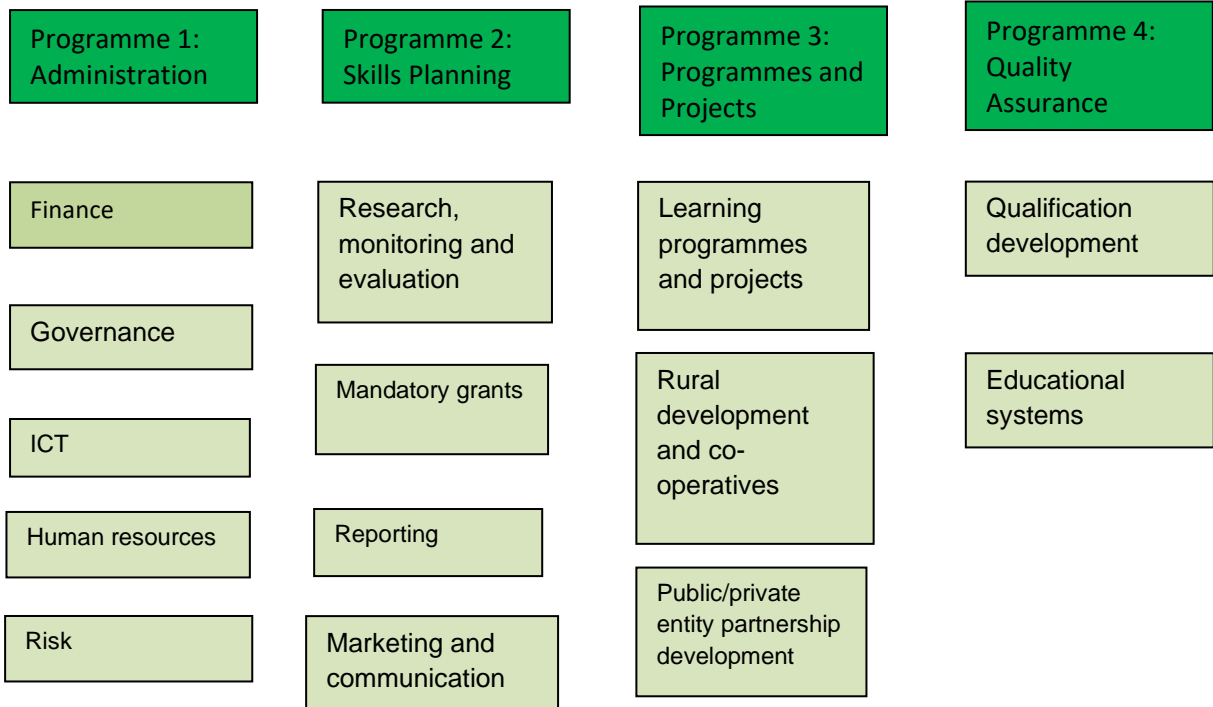 Programme 1:
Administration
Programme 2:
Skills Planning
Programme 3:
Programmes and
Projects
Programme 4:
Quality
Assurance
Finance
Governance
ICT
Human resources
Risk
Research,
monitoring and
evaluation
Mandatory grants
Reporting
Marketing and
communication
Learning
programmes
and projects
Rural
development
and co-
operatives
Public/private
entity partnership
development
Qualification
development
Educational
systems